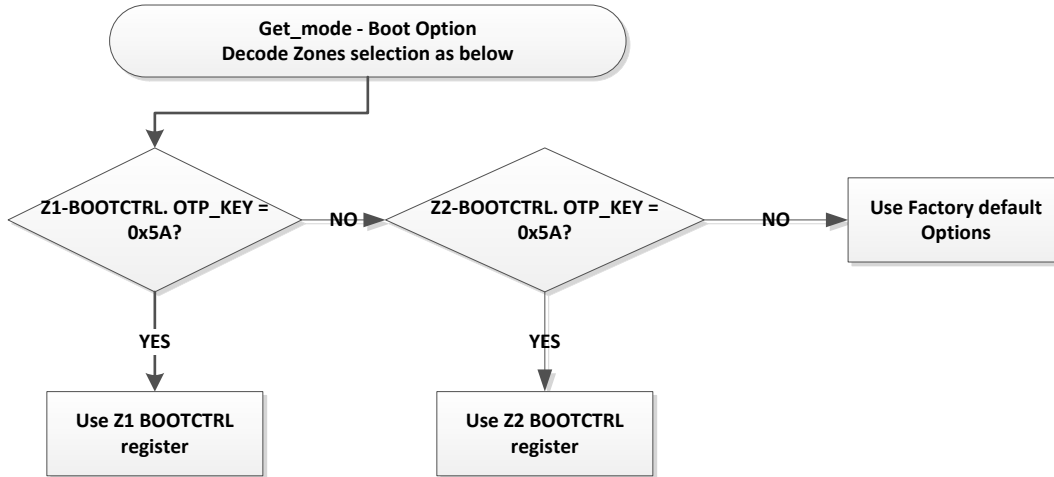 Get_mode - Boot Option
Decode Zones selection as below
Z1-BOOTCTRL. OTP_KEY =
0x5A?
NO
Z2-BOOTCTRL. OTP_KEY =
0x5A?
NO
Use Factory default
Options
YES
YES
Use Z1 BOOTCTRL
register
Use Z2 BOOTCTRL
register